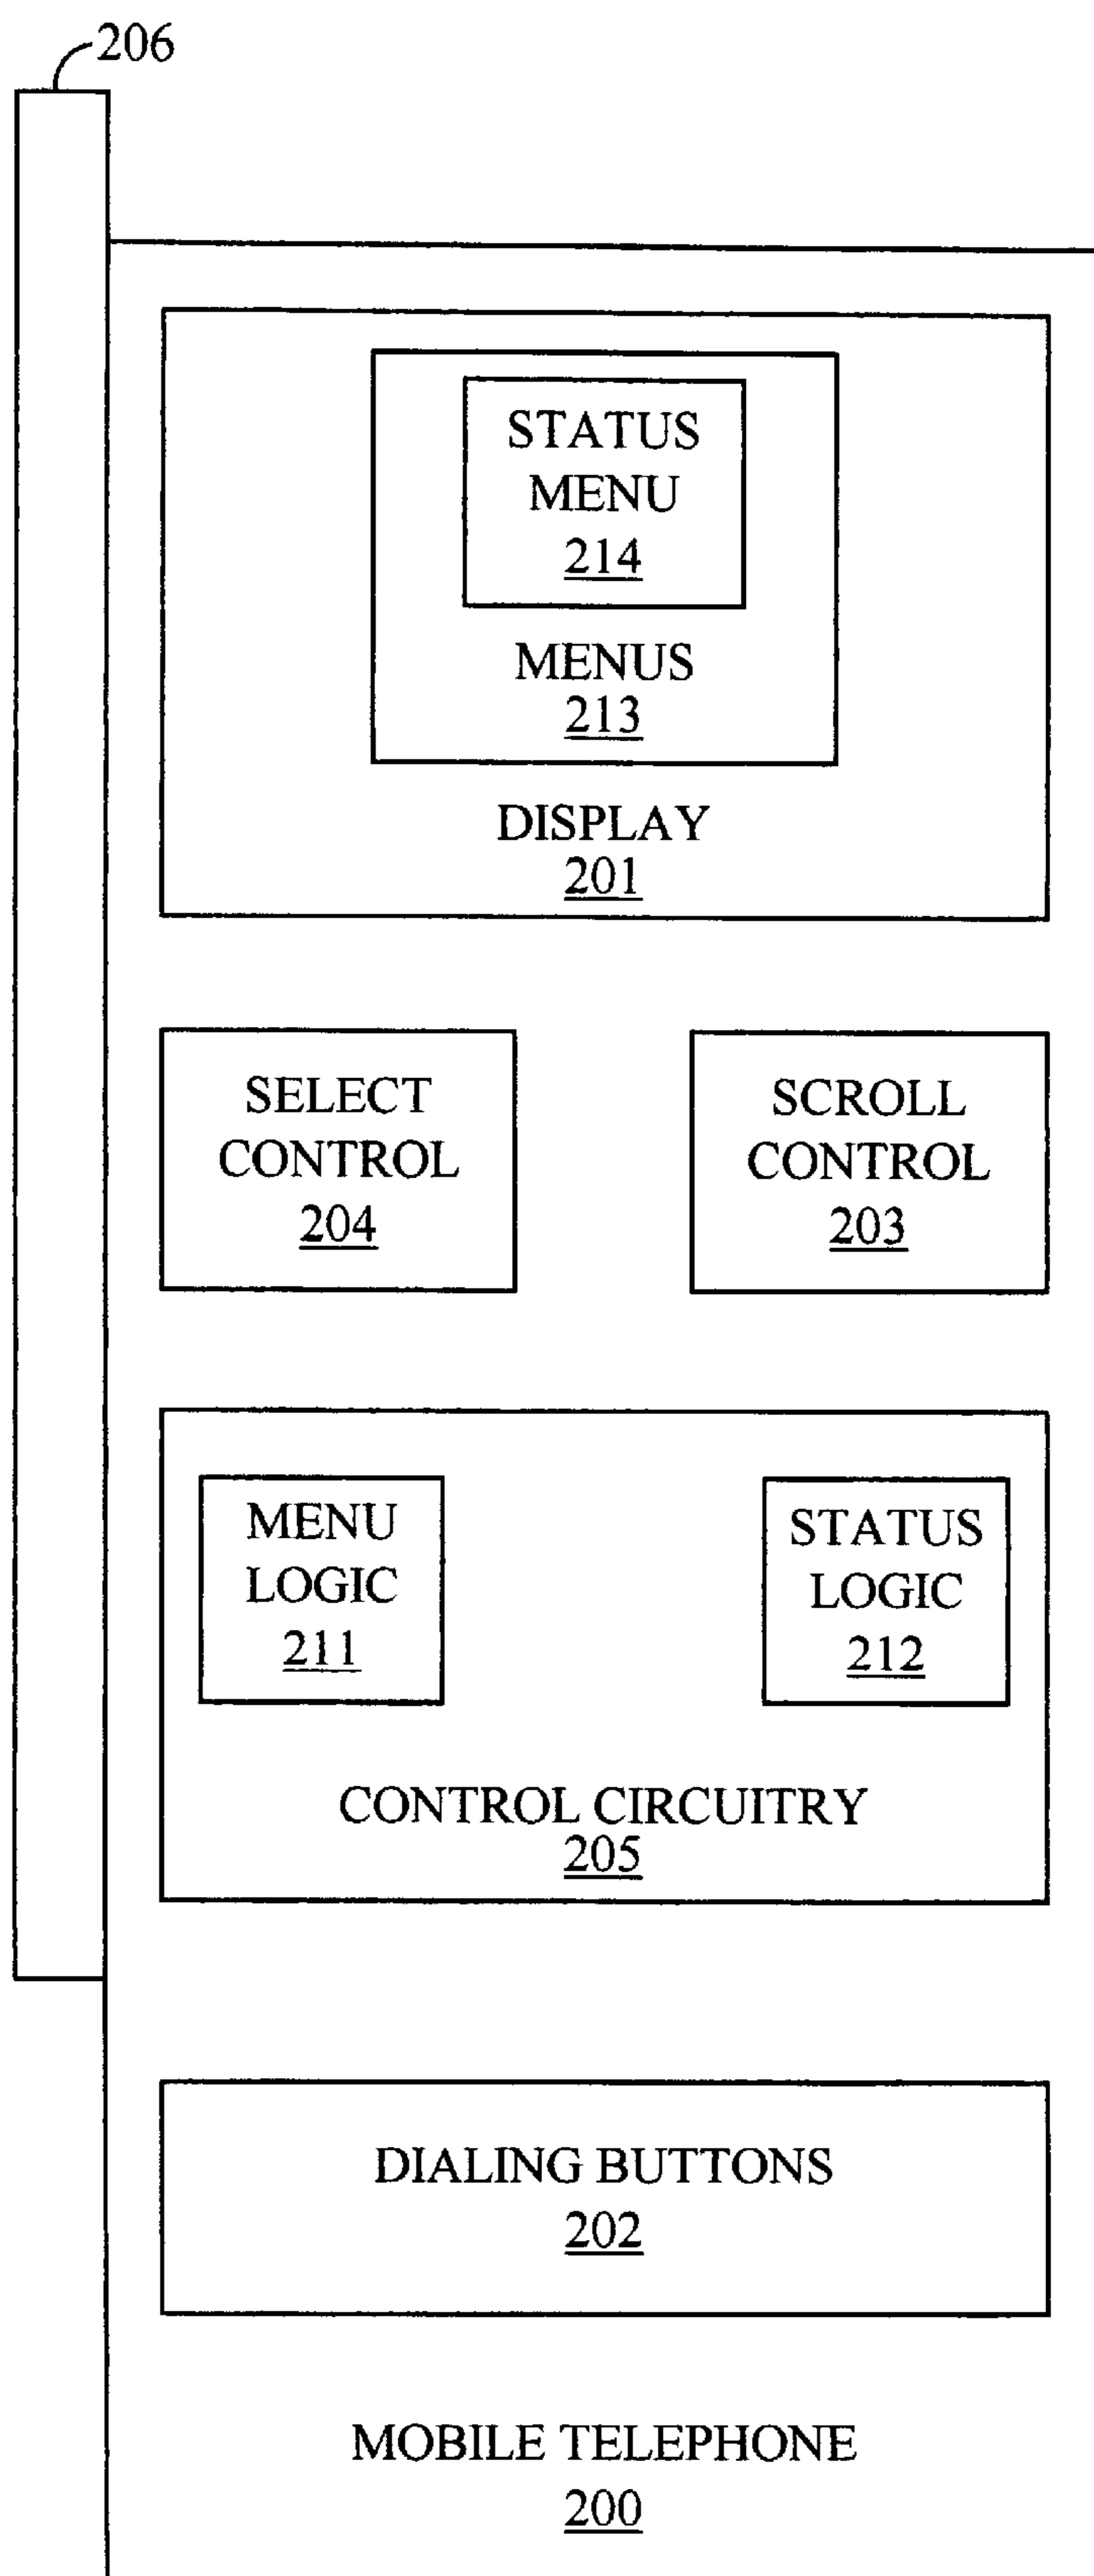 206
STATUS
MENU
214
MENUS
213
DISPLAY
201
SELECT
CONTROL
204
SCROLL
CONTROL
203
MENU
LOGIC
211
STATUS
LOGIC
212
CONTROL CIRCUITRY
205
DIALING BUTTONS
202
MOBILE TELEPHONE
200